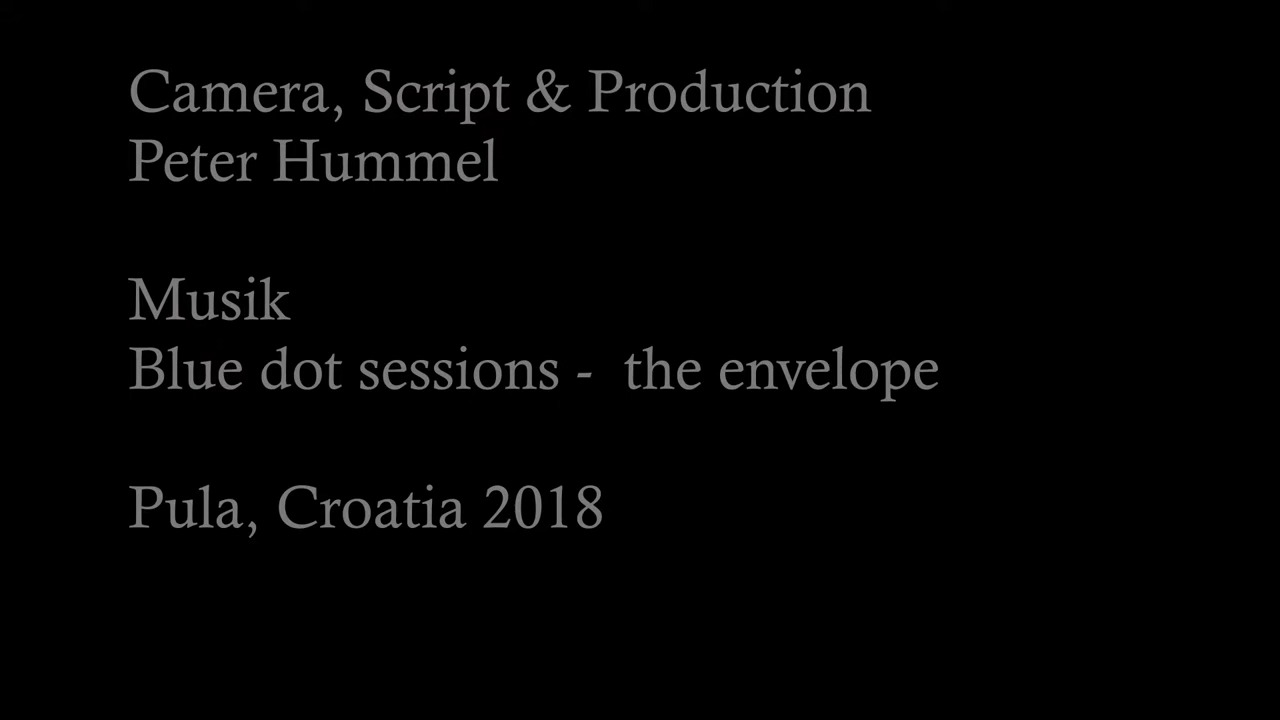 Camera, Script & Production
Peter Hummel
Musik
Blue dot sessions -  the envelope
Pula, Croatia 2018